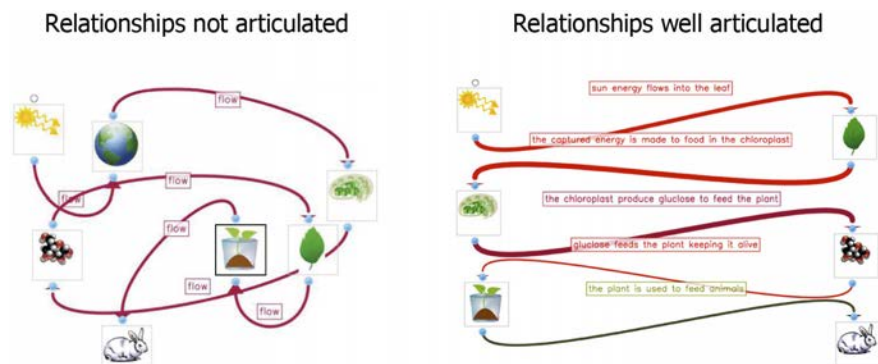 Relationships not articulated
flow
flow
flow
flow
flow
flow
Relationships well articulated
sun energy flows into the leaf
the captured energy is made to food in the chloroplast
the chloroplast produce gluclose to feed the plant
glucose feeds the plant keeping it alive
the plant is used to feed animals